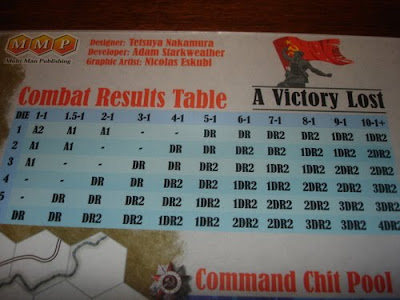 MMP
Multi Man Publishing
Designer: Tetsuya Nakamura
Developer: Adam Starkweather
Graphic Artist: Nicolas Eskubi
Combat Results Table
A Victory Lost
DIE 1-1 1.5-1 2-1 3-1 4-1 5-1 6-1 7-1 8-1 9-1 10-1+
1 A2 A1 A1 - - DR DR DR2 DR2 1DR2 1DR2
2 A1 A1 - - DR DR DR2 DR2 1DR2 1DR2 2DR2
3 A1 - - DR DR DR2 DR2 1DR2 1DR2 2DR2 2DR2
4 - - DR DR DR2 DR2 1DR2 1DR2 2DR2 2DR2 3DR2
5 - DR DR DR2 DR2 1DR2 1DR2 2DR2 2DR2 3DR2 3DR2
DR DR DR2 DR2 1DR2 1DR2 2DR2 2DR2 3DR2 3DR2 4DR2
Command Chit Pool